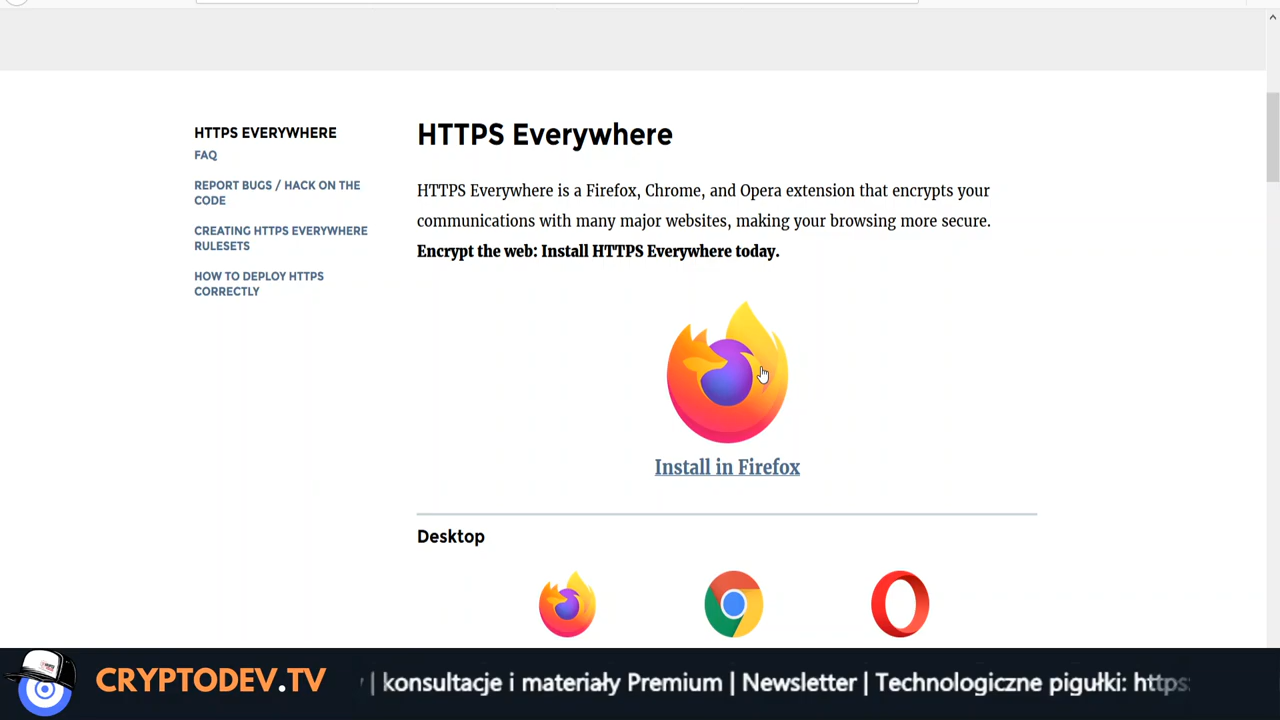 HTTPS EVERYWHERE
FAQ
REPORT BUGS / HACK ON THE
CODE
CREATING HTTPS EVERYWHERE
RULESETS
HOW TO DEPLOY HTTPS
CORRECTLY
HTTPS Everywhere
HTTPS Everywhere is a Firefox, Chrome, and Opera extension that encrypts your
communications with many major websites, making your browsing more secure.
Encrypt the web: Install HTTPS Everywhere today.
Install in Firefox
Desktop
CRYPTODEV.TV
| konsultacje i materiały Premium | Newsletter | Technologiczne pigułki: https: